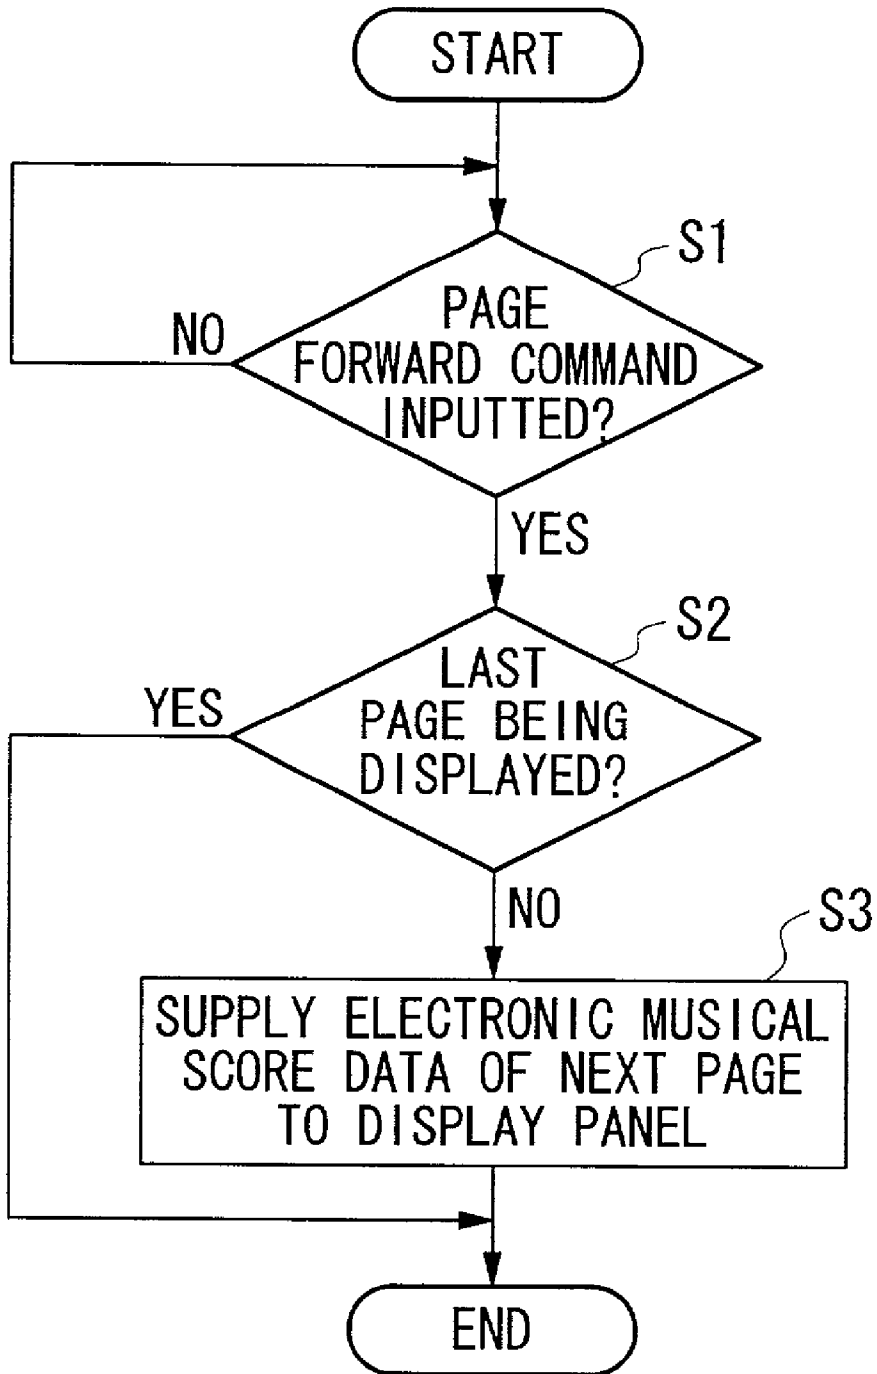 START
S1
PAGE
FORWARD COMMAND
INPUTTED?
NO
YES
S2
LAST
PAGE BEING
DISPLAYED?
YES
NO
S3
SUPPLY ELECTRONIC MUSICAL
SCORE DATA OF NEXT PAGE
TO DISPLAY PANEL
END